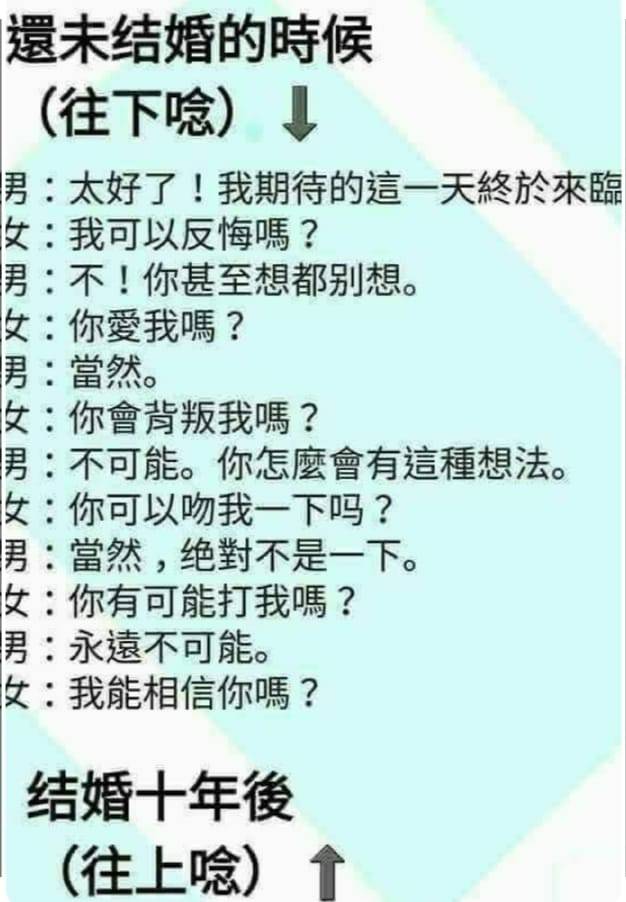 還未结婚的時候
（往下唸）
男：太好了！我期待的這一天終於來臨
女：我可以反悔嗎？
男：不！你甚至想都别想。
女：你愛我嗎？
男：當然。
女：你會背叛我嗎？
男：不可能。你怎麼會有這種想法。
女：你可以吻我一下吗？
男：當然，绝對不是一下。
女：你有可能打我嗎？
男：永遠不可能。
女：我能相信你嗎？
结婚十年後
（往上唸）